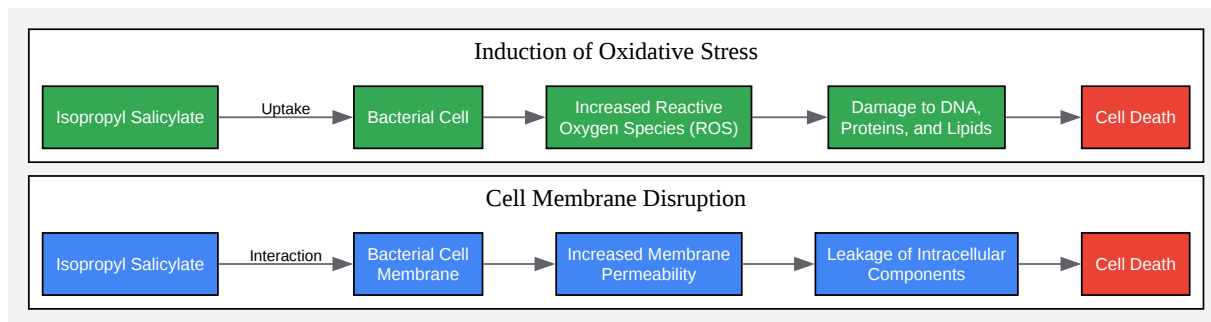 Induction of Oxidative Stress
Isopropyl Salicylate
Uptake
Bacterial Cell
Increased Reactive
Oxygen Species (ROS)
Damage to DNA,
Proteins, and Lipids
Cell Death
Cell Membrane Disruption
Isopropyl Salicylate
Interaction
Bacterial Cell
Membrane
Increased Membrane
Permeability
Leakage of Intracellular
Components
Cell Death